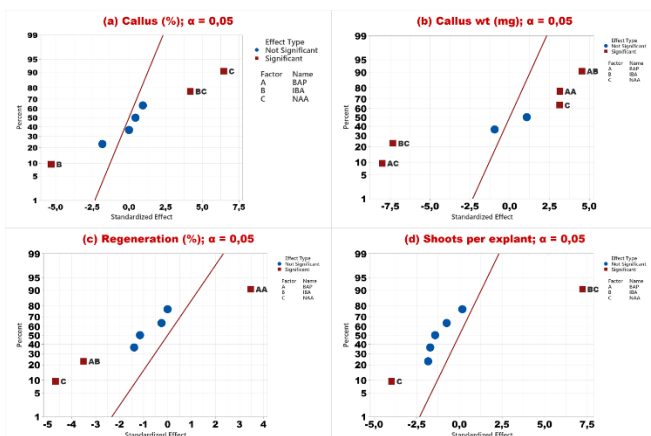 (a) Callus (%); α = 0,05
Effect Type
Not Significant
Significant
Factor Name
A BAP
B IBA
C NAA
C
BC
B
Percent
99
95
90
80
70
60
50
40
30
20
10
5
1
-5,0 -2,5 0,0 2,5 5,0 7,5
Standardized Effect
(b) Callus wt (mg); α = 0,05
Effect Type
Not Significant
Significant
Factor Name
A BAP
B IBA
C NAA
AB
AA
C
BC
AC
Percent
99
95
90
80
70
60
50
40
30
20
10
5
1
-7,5 -5,0 -2,5 0,0 2,5 5,0
Standardized Effect
(c) Regeneration (%); α = 0,05
Effect Type
Not Significant
Significant
Factor Name
A BAP
B IBA
C NAA
AA
AB
C
Percent
99
95
90
80
70
60
50
40
30
20
10
5
1
-5 -4 -3 -2 -1 0 1 2 3 4
Standardized Effect
(d) Shoots per explant; α = 0,05
Effect Type
Not Significant
Significant
Factor Name
A BAP
B IBA
C NAA
BC
C
Percent
99
95
90
80
70
60
50
40
30
20
10
5
1
-5,0 -2,5 0,0 2,5 5,0 7,5
Standardized Effect